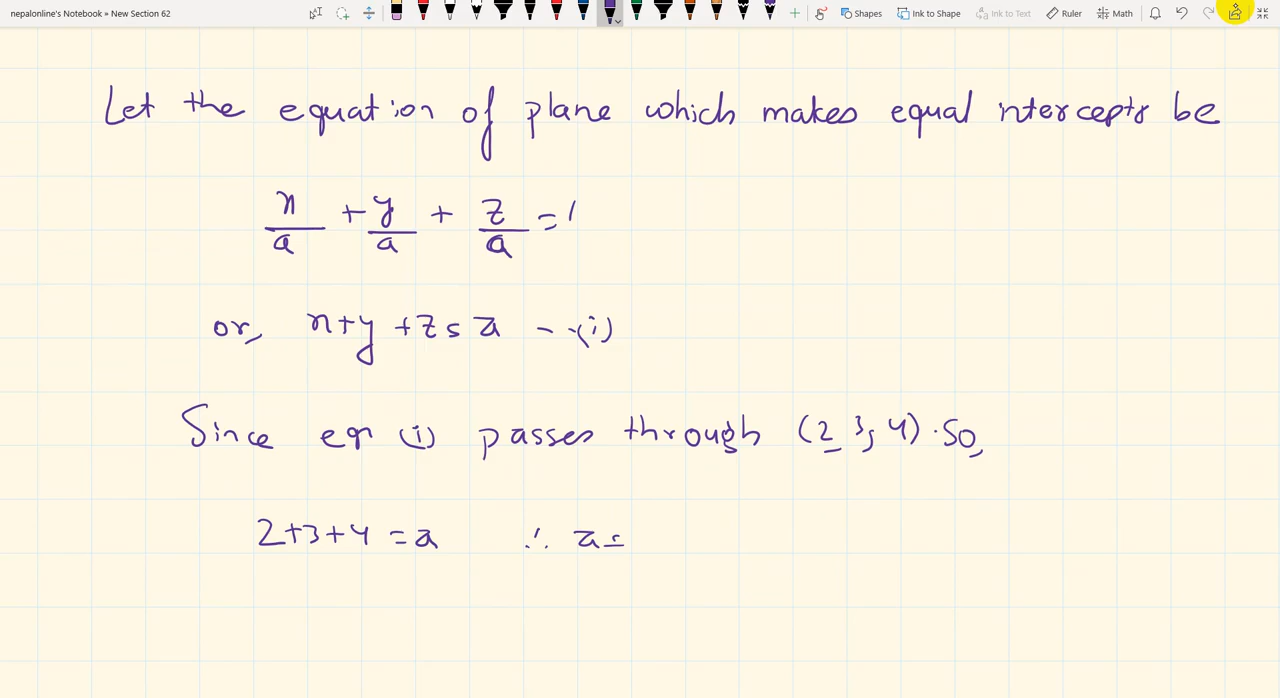 nepalonline's Notebook » New Section 62
Shapes Ink to Shape Ink to Text Ruler Math
Let the equation of plane which makes equal intercepts be
x/a + y/a + z/a = 1
or, x+y+z = a --(i)
Since eqn (i) passes through (2, 3, 4). So,
2+3+4 = a ∴ a =